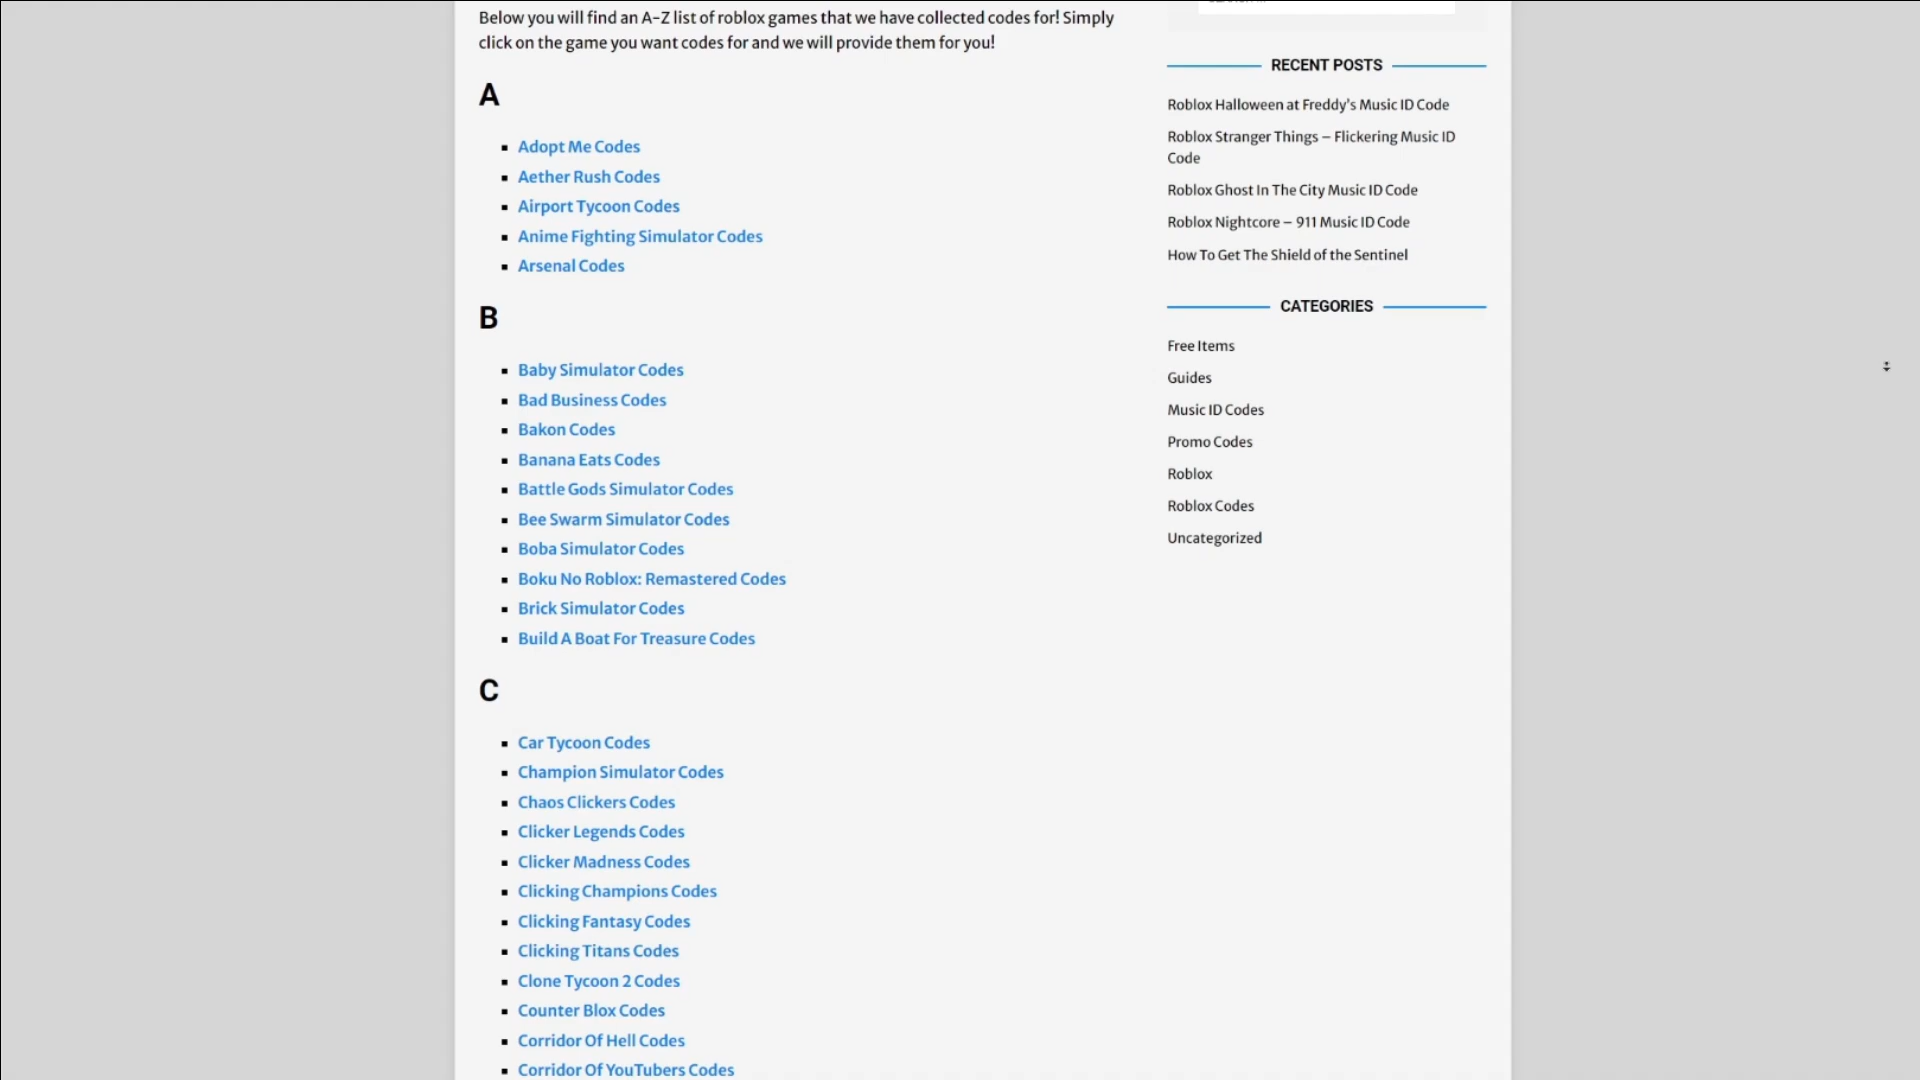 Below you will find an A-Z list of roblox games that we have collected codes for! Simply
click on the game you want codes for and we will provide them for you!
A
Adopt Me Codes
Aether Rush Codes
Airport Tycoon Codes
Anime Fighting Simulator Codes
Arsenal Codes
B
Baby Simulator Codes
Bad Business Codes
Bakon Codes
Banana Eats Codes
Battle Gods Simulator Codes
Bee Swarm Simulator Codes
Boba Simulator Codes
Boku No Roblox: Remastered Codes
Brick Simulator Codes
Build A Boat For Treasure Codes
C
Car Tycoon Codes
Champion Simulator Codes
Chaos Clickers Codes
Clicker Legends Codes
Clicker Madness Codes
Clicking Champions Codes
Clicking Fantasy Codes
Clicking Titans Codes
Clone Tycoon 2 Codes
Counter Blox Codes
Corridor Of Hell Codes
Corridor Of YouTubers Codes
RECENT POSTS
Roblox Halloween at Freddy's Music ID Code
Roblox Stranger Things – Flickering Music ID
Code
Roblox Ghost In The City Music ID Code
Roblox Nightcore – 911 Music ID Code
How To Get The Shield of the Sentinel
CATEGORIES
Free Items
Guides
Music ID Codes
Promo Codes
Roblox
Roblox Codes
Uncategorized